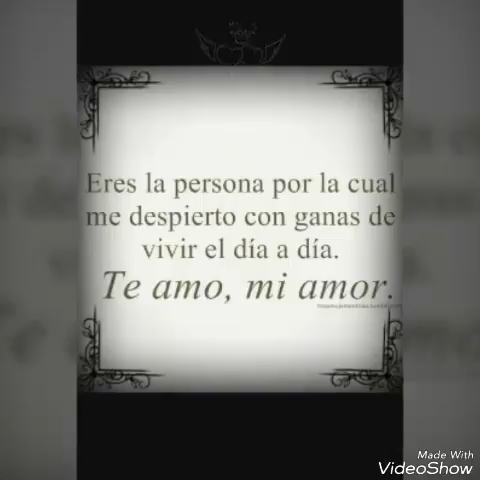 Eres la persona por la cual
me despierto con ganas de
vivir el día a día.
Te amo, mi amor.
Made With
VideoShow